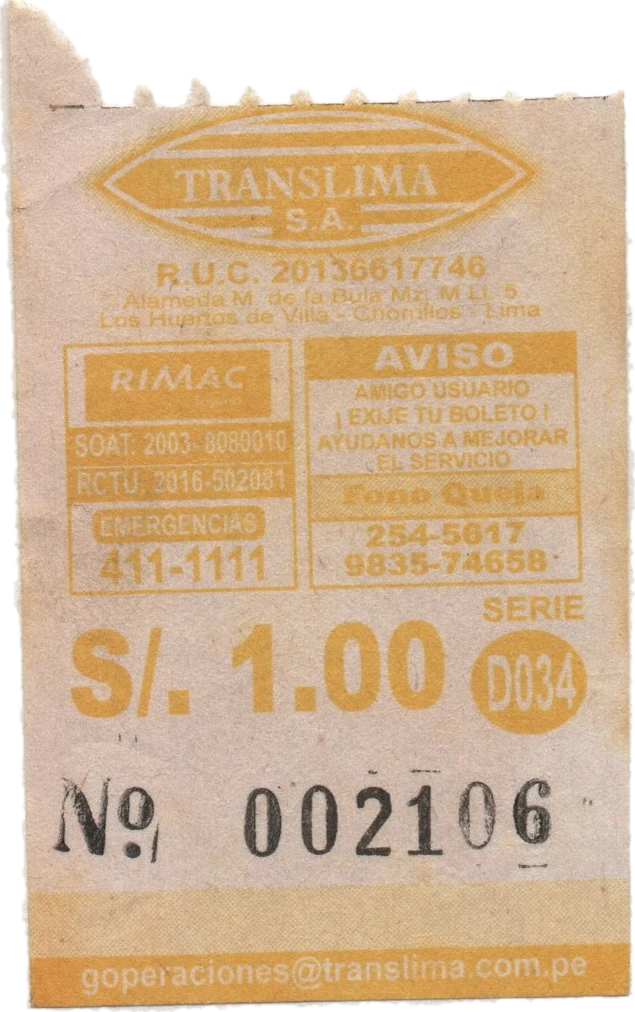 TRANSLIMA
S.A.
R.U.C. 20136617746
Alameda M. de la Bula Mz. M Lt. 5
Los Huertos de Villa - Chorrillos - Lima
RIMAC
SOAT: 2003- 8080010
RCTU: 2016-502081
EMERGENCIAS
411-1111
AVISO
AMIGO USUARIO
¡ EXIJE TU BOLETO !
AYUDANOS A MEJORAR
EL SERVICIO
Fono Queja
254-5617
9835-74658
S/. 1.00
SERIE
D034
Nº. 002106
goperaciones@translima.com.pe